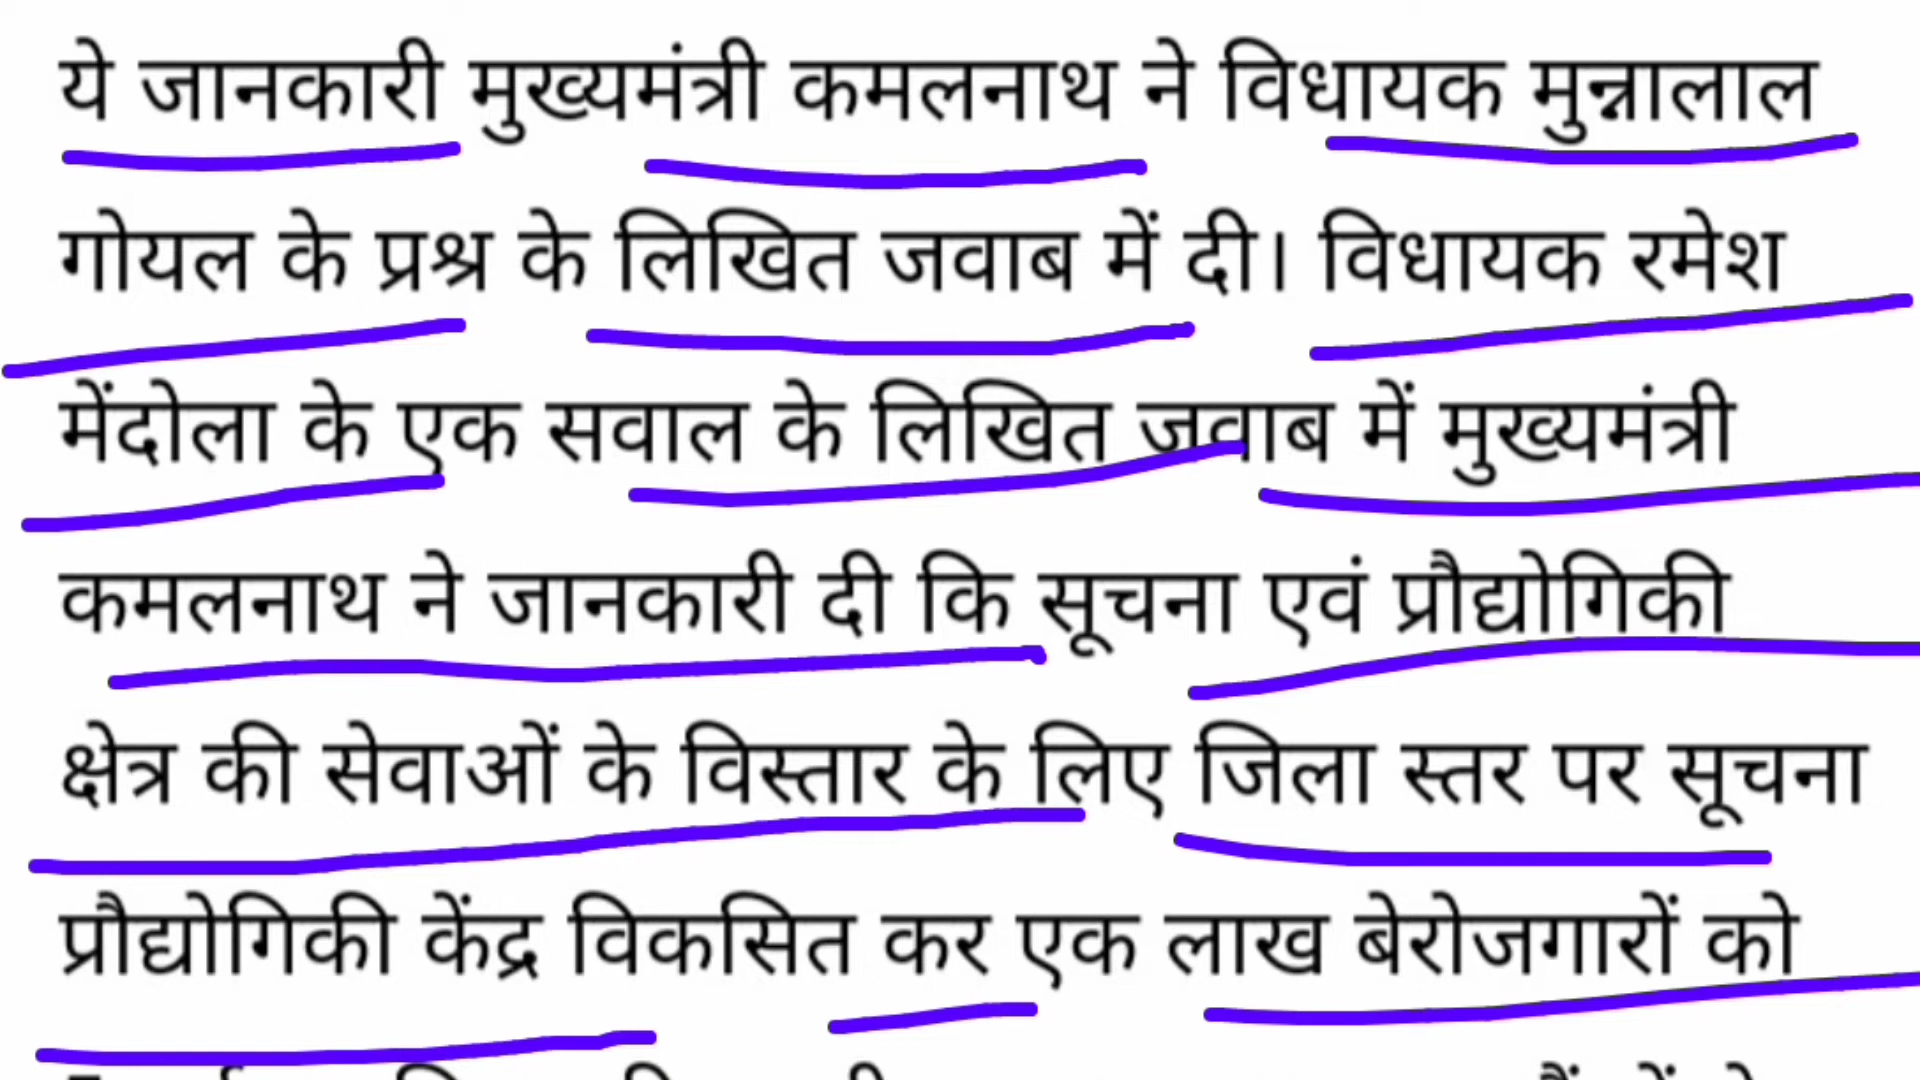 ये जानकारी मुख्यमंत्री कमलनाथ ने विधायक मुन्नालाल
गोयल के प्रश्न के लिखित जवाब में दी। विधायक रमेश
मेंदोला के एक सवाल के लिखित जवाब में मुख्यमंत्री
कमलनाथ ने जानकारी दी कि सूचना एवं प्रौद्योगिकी
क्षेत्र की सेवाओं के विस्तार के लिए जिला स्तर पर सूचना
प्रौद्योगिकी केंद्र विकसित कर एक लाख बेरोजगारों को